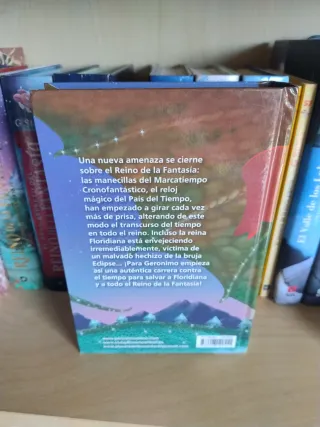 Una nueva amenaza se cierne
sobre el Reino de la Fantasía:
las manecillas del Marcatiempo
Cronofantástico, el reloj
mágico del País del Tiempo,
han empezado a girar cada vez
más de prisa, alterando de este
modo el transcurso del tiempo
en todo el reino. Incluso la reina
Floridiana está envejeciendo
irremediablemente, víctima de
un malvado hechizo de la bruja
Eclipse... ¡Para Geronimo empieza
así una auténtica carrera contra
el tiempo para salvar a Floridiana
y a todo el Reino de la Fantasía!